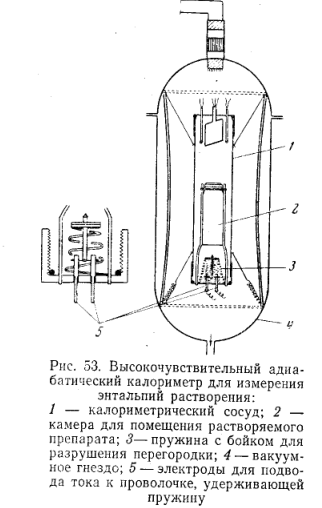 1
2
3
4
5
Рис. 53. Высокочувствительный адиа-
батический калориметр для измерения
энтальпий растворения:
1 — калориметрический сосуд; 2 —
камера для помещения растворяемого
препарата; 3— пружина с бойком для
разрушения перегородки; 4 — вакуум-
ное гнездо; 5 — электроды для подво-
да тока к проволочке, удерживающей
пружину